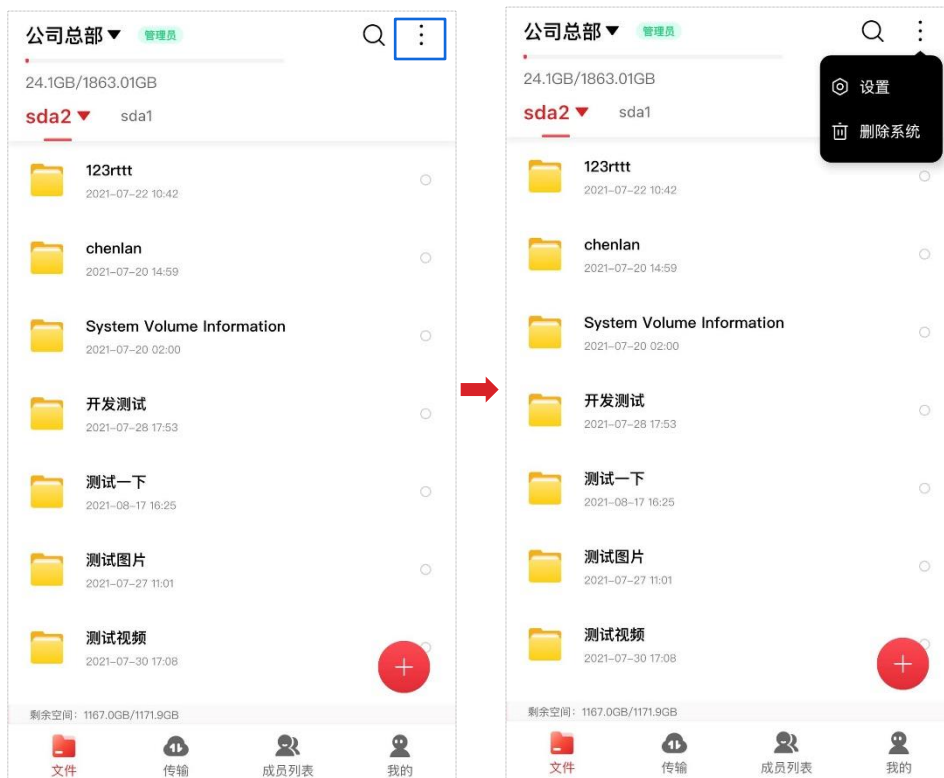 公司总部▼ 管理员
24.1GB/1863.01GB
sda2▼ sda1
123rttt
2021-07-22 10:42
chenlan
2021-07-20 14:59
System Volume Information
2021-07-20 02:00
开发测试
2021-07-28 17:53
测试一下
2021-08-17 16:25
测试图片
2021-07-27 11:01
测试视频
2021-07-30 17:08
剩余空间：1167.0GB/1171.9GB
文件 传输 成员列表 我的
公司总部▼ 管理员
24.1GB/1863.01GB
设置
sda2▼ sda1
删除系统
123rttt
2021-07-22 10:42
chenlan
2021-07-20 14:59
System Volume Information
2021-07-20 02:00
开发测试
2021-07-28 17:53
测试一下
2021-08-17 16:25
测试图片
2021-07-27 11:01
测试视频
2021-07-30 17:08
剩余空间：1167.0GB/1171.9GB
文件 传输 成员列表 我的